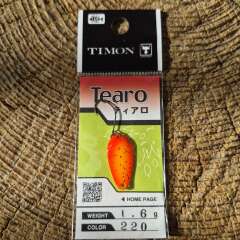 TIMON T
Tearo
ティアロ
◀ HOME PAGE
WEIGHT 1.6g
COLOR 220